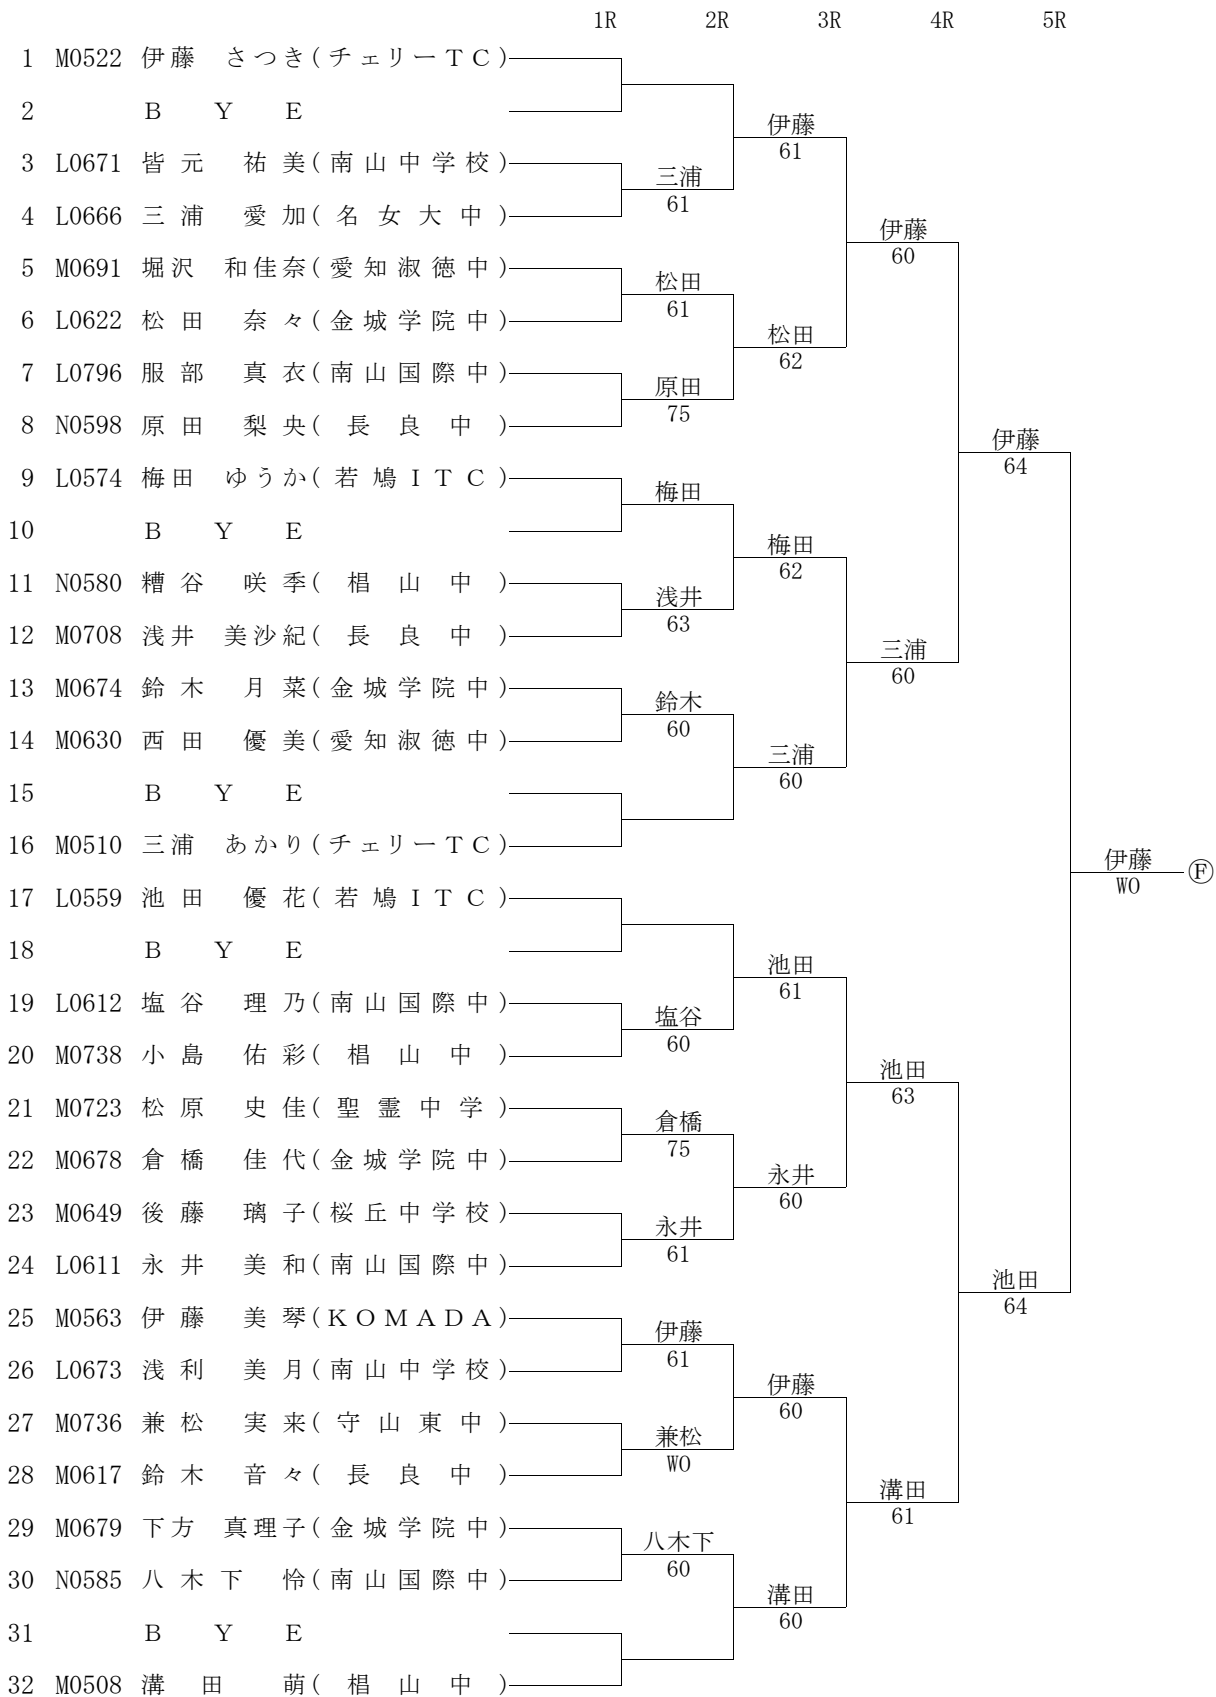 1R 2R 3R 4R 5R
1 M0522 伊藤 さつき(チェリーＴＣ)
2 Ｂ Ｙ Ｅ
伊藤
61
3 L0671 皆元 祐美(南山中学校)
三浦
61
4 L0666 三浦 愛加(名女大中)
伊藤
60
5 M0691 堀沢 和佳奈(愛知淑徳中)
松田
61
6 L0622 松田 奈々(金城学院中)
松田
62
7 L0796 服部 真衣(南山国際中)
原田
75
8 N0598 原田 梨央(長良中)
伊藤
64
9 L0574 梅田 ゆうか(若鳩ＩＴＣ)
梅田
10 Ｂ Ｙ Ｅ
梅田
62
11 N0580 糟谷 咲季(椙山中)
浅井
63
12 M0708 浅井 美沙紀(長良中)
三浦
60
13 M0674 鈴木 月菜(金城学院中)
鈴木
60
14 M0630 西田 優美(愛知淑徳中)
三浦
60
15 Ｂ Ｙ Ｅ
16 M0510 三浦 あかり(チェリーＴＣ)
伊藤
WO
Ⓕ
17 L0559 池田 優花(若鳩ＩＴＣ)
18 Ｂ Ｙ Ｅ
池田
61
19 L0612 塩谷 理乃(南山国際中)
塩谷
60
20 M0738 小島 佑彩(椙山中)
池田
63
21 M0723 松原 史佳(聖霊中学)
倉橋
75
22 M0678 倉橋 佳代(金城学院中)
永井
60
23 M0649 後藤 璃子(桜丘中学校)
永井
61
24 L0611 永井 美和(南山国際中)
池田
64
25 M0563 伊藤 美琴(ＫＯＭＡＤＡ)
伊藤
61
26 L0673 浅利 美月(南山中学校)
伊藤
60
27 M0736 兼松 実来(守山東中)
兼松
WO
28 M0617 鈴木 音々(長良中)
溝田
61
29 M0679 下方 真理子(金城学院中)
八木下
60
30 N0585 八木下 怜(南山国際中)
溝田
60
31 Ｂ Ｙ Ｅ
32 M0508 溝田 萌(椙山中)